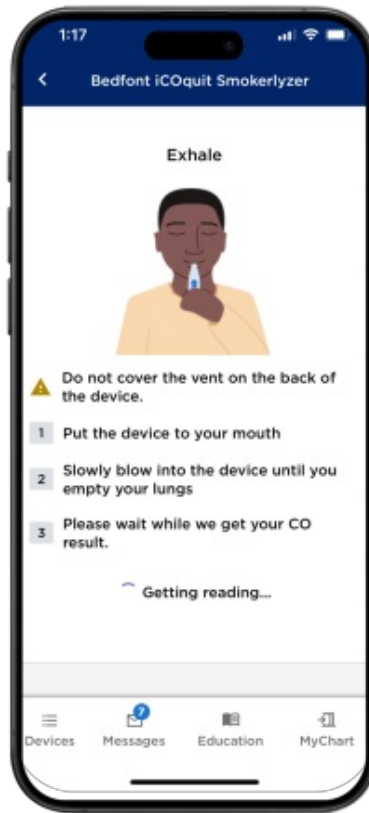 1:17
Bedfont iCOquit Smokerlyzer
Exhale
Do not cover the vent on the back of
the device.
1 Put the device to your mouth
2 Slowly blow into the device until you
empty your lungs
3 Please wait while we get your CO
result.
Getting reading...
7
Devices Messages Education MyChart